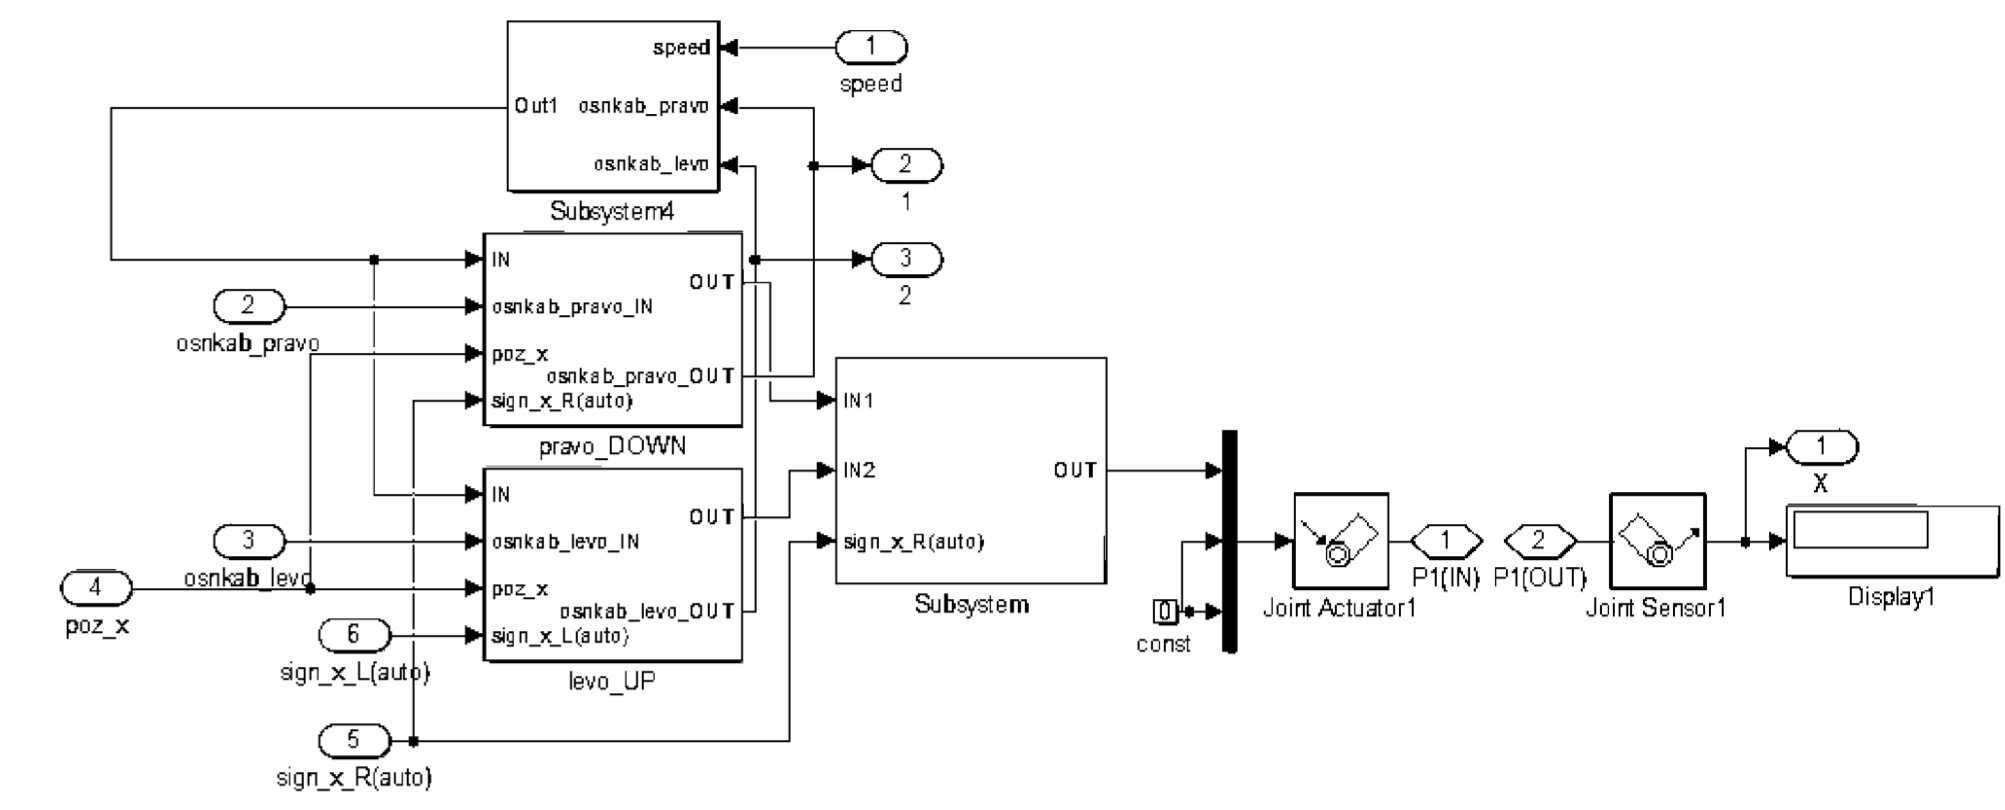 speed
1
speed
Out1
osnkab_pravo
osnkab_levo
2
1
Subsystem4
IN
OUT
3
2
2
osnkab_pravo_IN
osnkab_pravo
poz_x
osnkab_pravo_OUT
sign_x_R(auto)
pravo_DOWN
IN1
IN2
OUT
sign_x_R(auto)
Subsystem
IN
OUT
3
osnkab_levo_IN
osnkab_levo
4
poz_x
poz_x
osnkab_levo_OUT
6
sign_x_L(auto)
sign_x_L(auto)
levo_UP
5
sign_x_R(auto)
0
const
Joint Actuator1
1
P1(IN)
2
P1(OUT)
Joint Sensor1
1
X
Display1